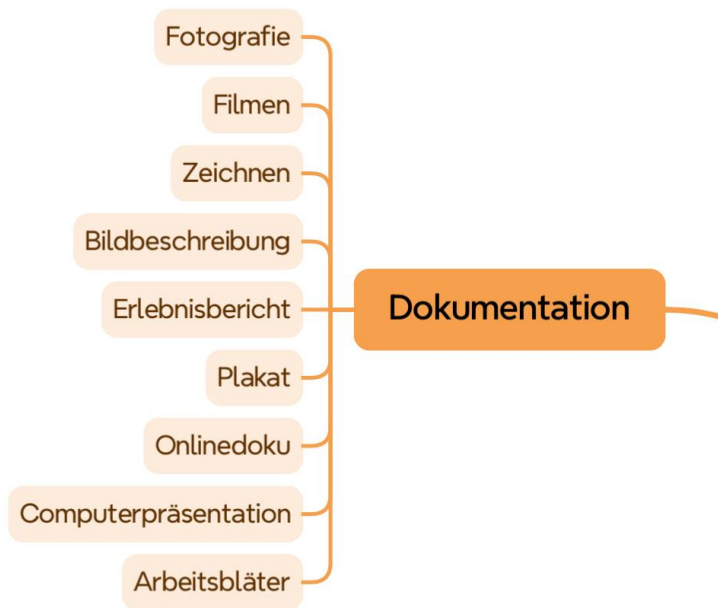 Fotografie
Filmen
Zeichnen
Bildbeschreibung
Erlebnisbericht
Dokumentation
Plakat
Onlinedoku
Computerpräsentation
Arbeitsbläter